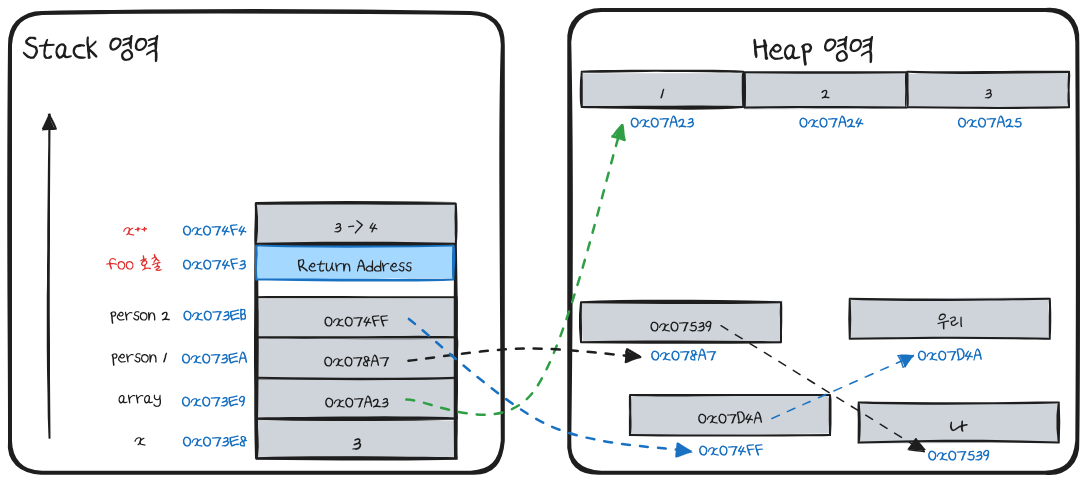 Stack 영역
x++ 0x074F4 3 -> 4
foo 호출 0x074F3 Return Address
person 2 0x073EB 0x074FF
person 1 0x073EA 0x078A7
array 0x073E9 0x07A23
x 0x073E8 3
Heap 영역
1 2 3
0x07A23 0x07A24 0x07A25
0x07539 우리
0x078A7 0x07D4A
0x07D4A 나
0x074FF 0x07539